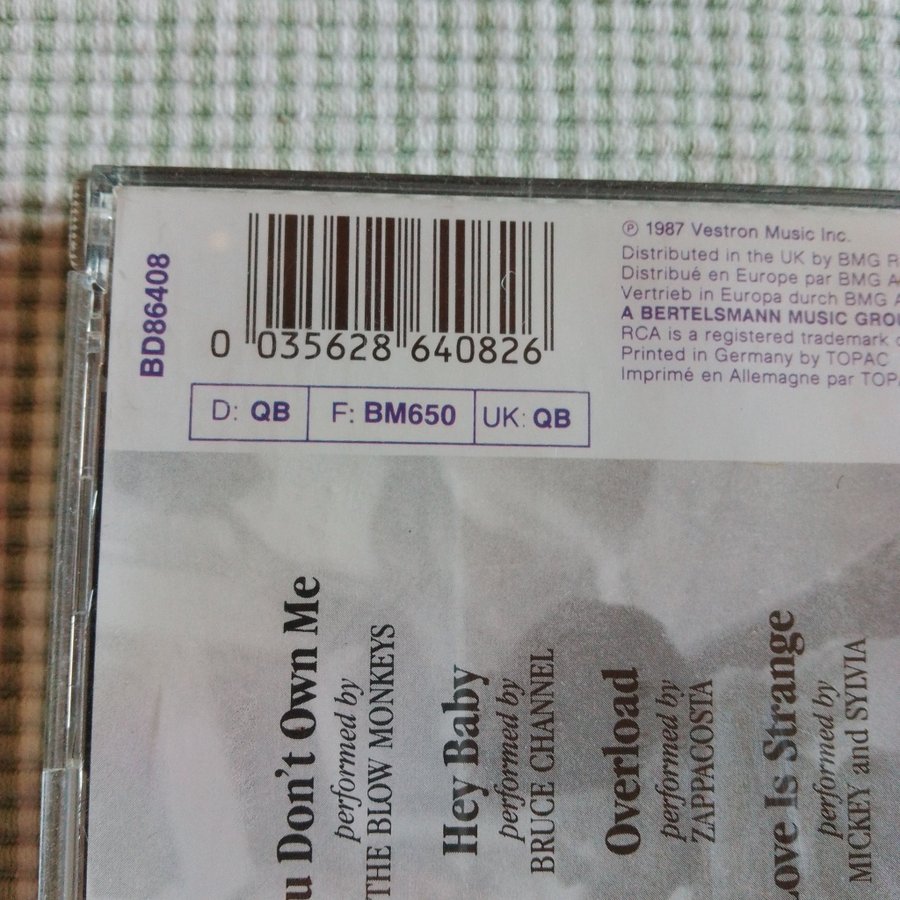 BD86408
0 035628 640826
D: QB F: BM650 UK: QB
℗ 1987 Vestron Music Inc.
Distributed in the UK by BMG
Distribué en Europe par BMG
Vertrieb in Europa durch BMG
A BERTELSMANN MUSIC
RCA is a registered trademark
Printed in Germany by TOPAC
Imprimé en Allemagne par
Don't Own Me
performed by
THE BLOW MONKEYS
Hey Baby
performed by
BRUCE CHANNEL
Overload
performed by
ZAPPACOSTA
Is Strange
performed by
MICKEY and SYLVIA